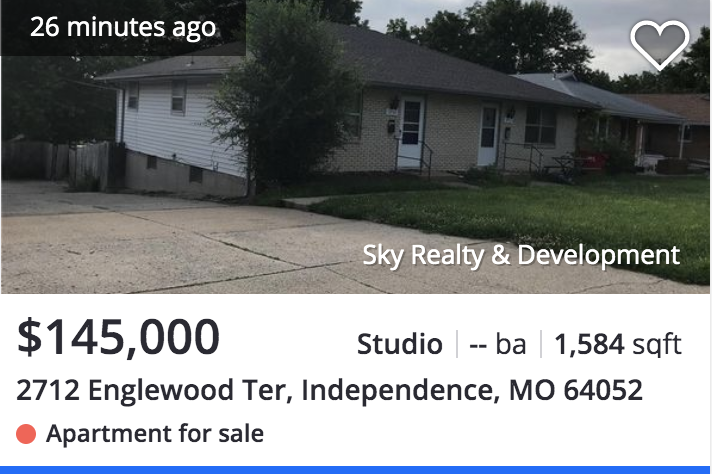 26 minutes ago
Sky Realty & Development
$145,000 Studio -- ba 1,584 sqft
2712 Englewood Ter, Independence, MO 64052
Apartment for sale